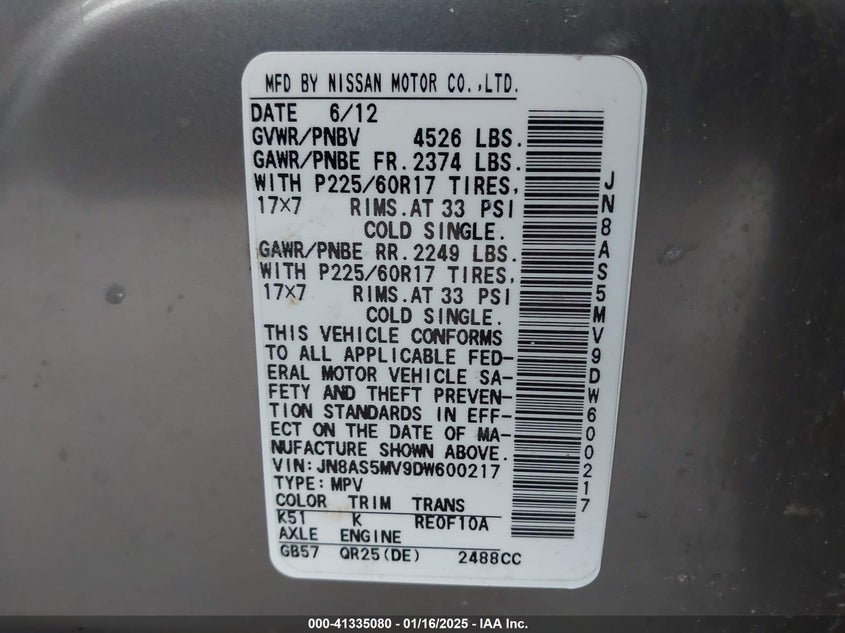 MFD BY NISSAN MOTOR CO.,LTD.
DATE 6/12
GVWR/PNBV 4526 LBS.
GAWR/PNBE FR. 2374 LBS.
WITH P225/60R17 TIRES,
17×7 RIMS.AT 33 PSI
COLD SINGLE.
GAWR/PNBE RR. 2249 LBS.
WITH P225/60R17 TIRES,
17×7 RIMS.AT 33 PSI
COLD SINGLE.
THIS VEHICLE CONFORMS
TO ALL APPLICABLE FED-
ERAL MOTOR VEHICLE SA-
FETY AND THEFT PREVEN-
TION STANDARDS IN EFF-
ECT ON THE DATE OF MA-
NUFACTURE SHOWN ABOVE.
VIN:JN8AS5MV9DW600217
TYPE:MPV
COLOR TRIM TRANS
K51 K RE0F10A
AXLE ENGINE
GB57 QR25(DE) 2488CC
JN8AS5MV9DW600217
000-41335080 - 01/16/2025 - IAA Inc.